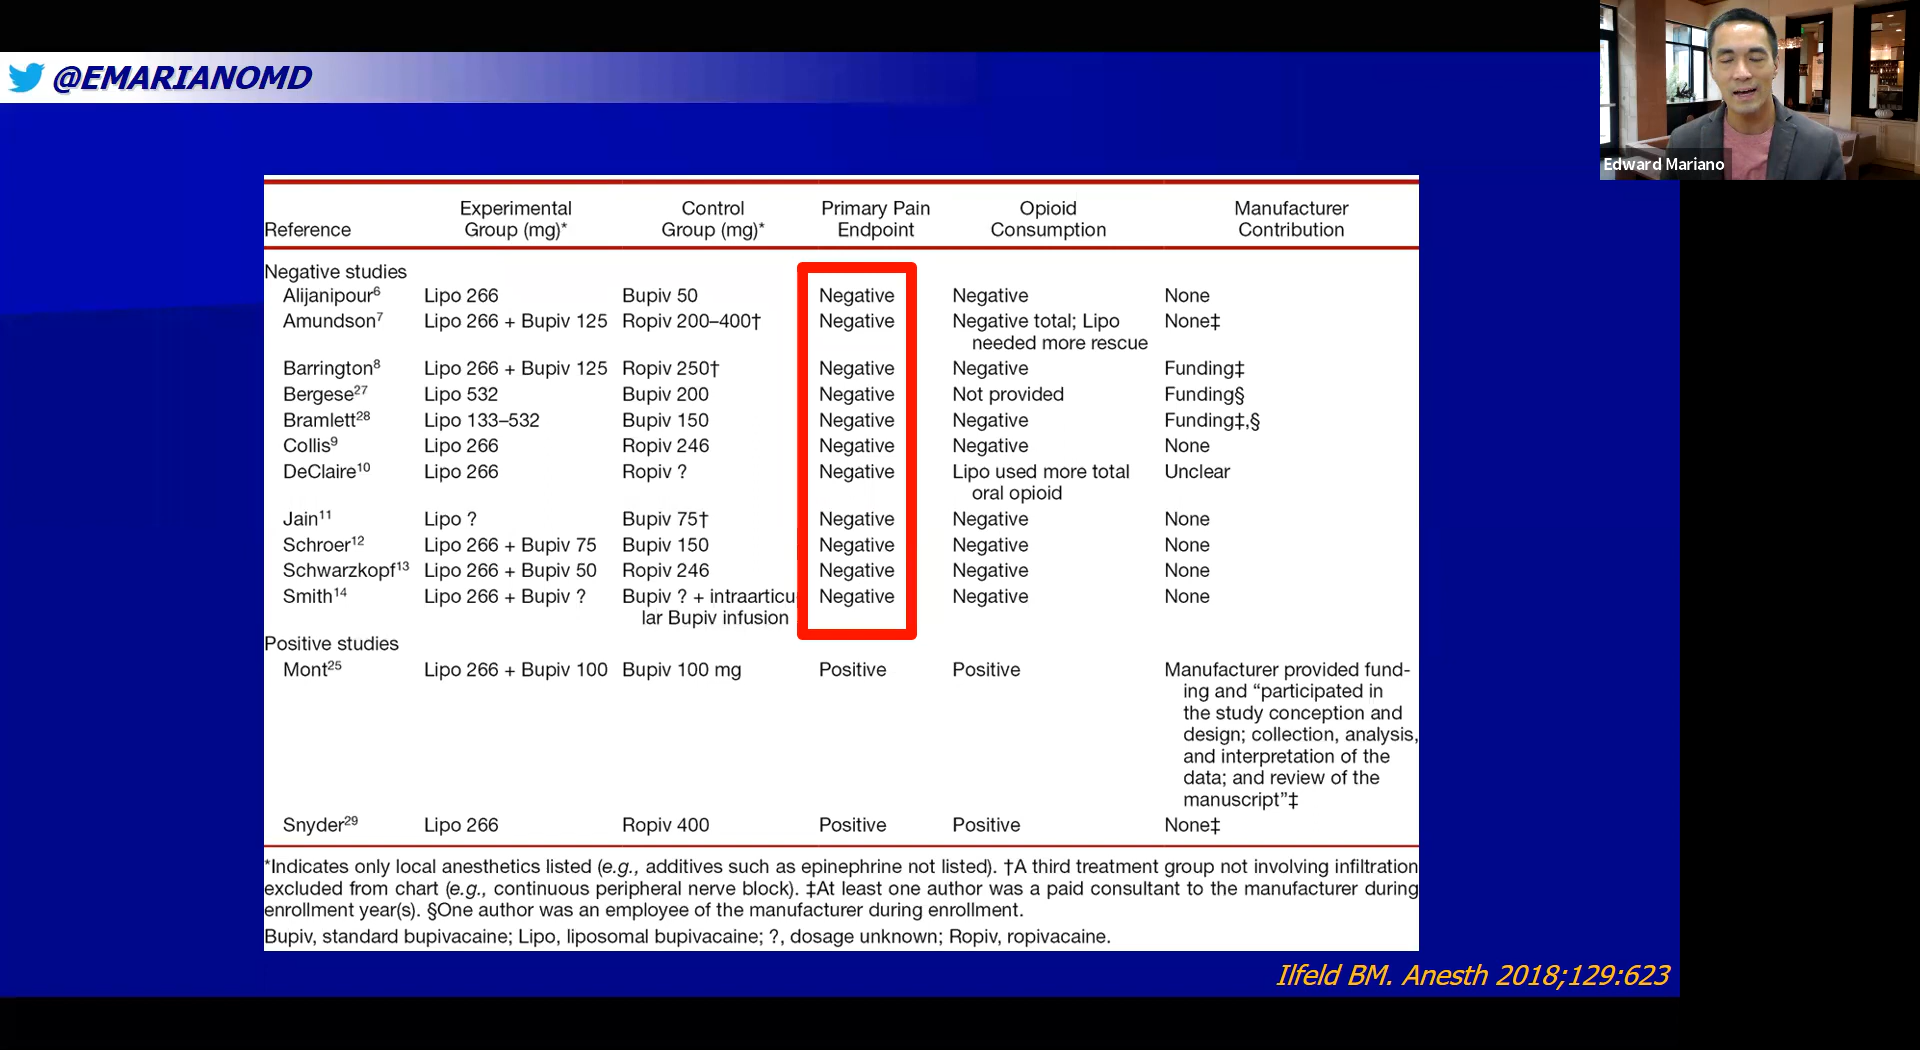 @EMARIANOMD
Edward Mariano
Reference Experimental Group (mg)* Control Group (mg)* Primary Pain Endpoint Opioid Consumption Manufacturer Contribution
Negative studies
Alijanipour6 Lipo 266 Bupiv 50 Negative Negative None
Amundson7 Lipo 266 + Bupiv 125 Ropiv 200–400† Negative Negative total; Lipo None‡
needed more rescue
Barrington8 Lipo 266 + Bupiv 125 Ropiv 250† Negative Negative Funding‡
Bergese27 Lipo 532 Bupiv 200 Negative Not provided Funding§
Bramlett28 Lipo 133–532 Bupiv 150 Negative Negative Funding‡,§
Collis9 Lipo 266 Ropiv 246 Negative Negative None
DeClaire10 Lipo 266 Ropiv ? Negative Lipo used more total Unclear
oral opioid
Jain11 Lipo ? Bupiv 75† Negative Negative None
Schroer12 Lipo 266 + Bupiv 75 Bupiv 150 Negative Negative None
Schwarzkopf13 Lipo 266 + Bupiv 50 Ropiv 246 Negative Negative None
Smith14 Lipo 266 + Bupiv ? Bupiv ? + intraarticu Negative Negative None
lar Bupiv infusion
Positive studies
Mont25 Lipo 266 + Bupiv 100 Bupiv 100 mg Positive Positive Manufacturer provided fund-
ing and “participated in
the study conception and
design; collection, analysis,
and interpretation of the
data; and review of the
manuscript”‡
Snyder29 Lipo 266 Ropiv 400 Positive Positive None‡
*Indicates only local anesthetics listed (e.g., additives such as epinephrine not listed). †A third treatment group not involving infiltration
excluded from chart (e.g., continuous peripheral nerve block). ‡At least one author was a paid consultant to the manufacturer during
enrollment year(s). §One author was an employee of the manufacturer during enrollment.
Bupiv, standard bupivacaine; Lipo, liposomal bupivacaine; ?, dosage unknown; Ropiv, ropivacaine.
Ilfeld BM. Anesth 2018;129:623